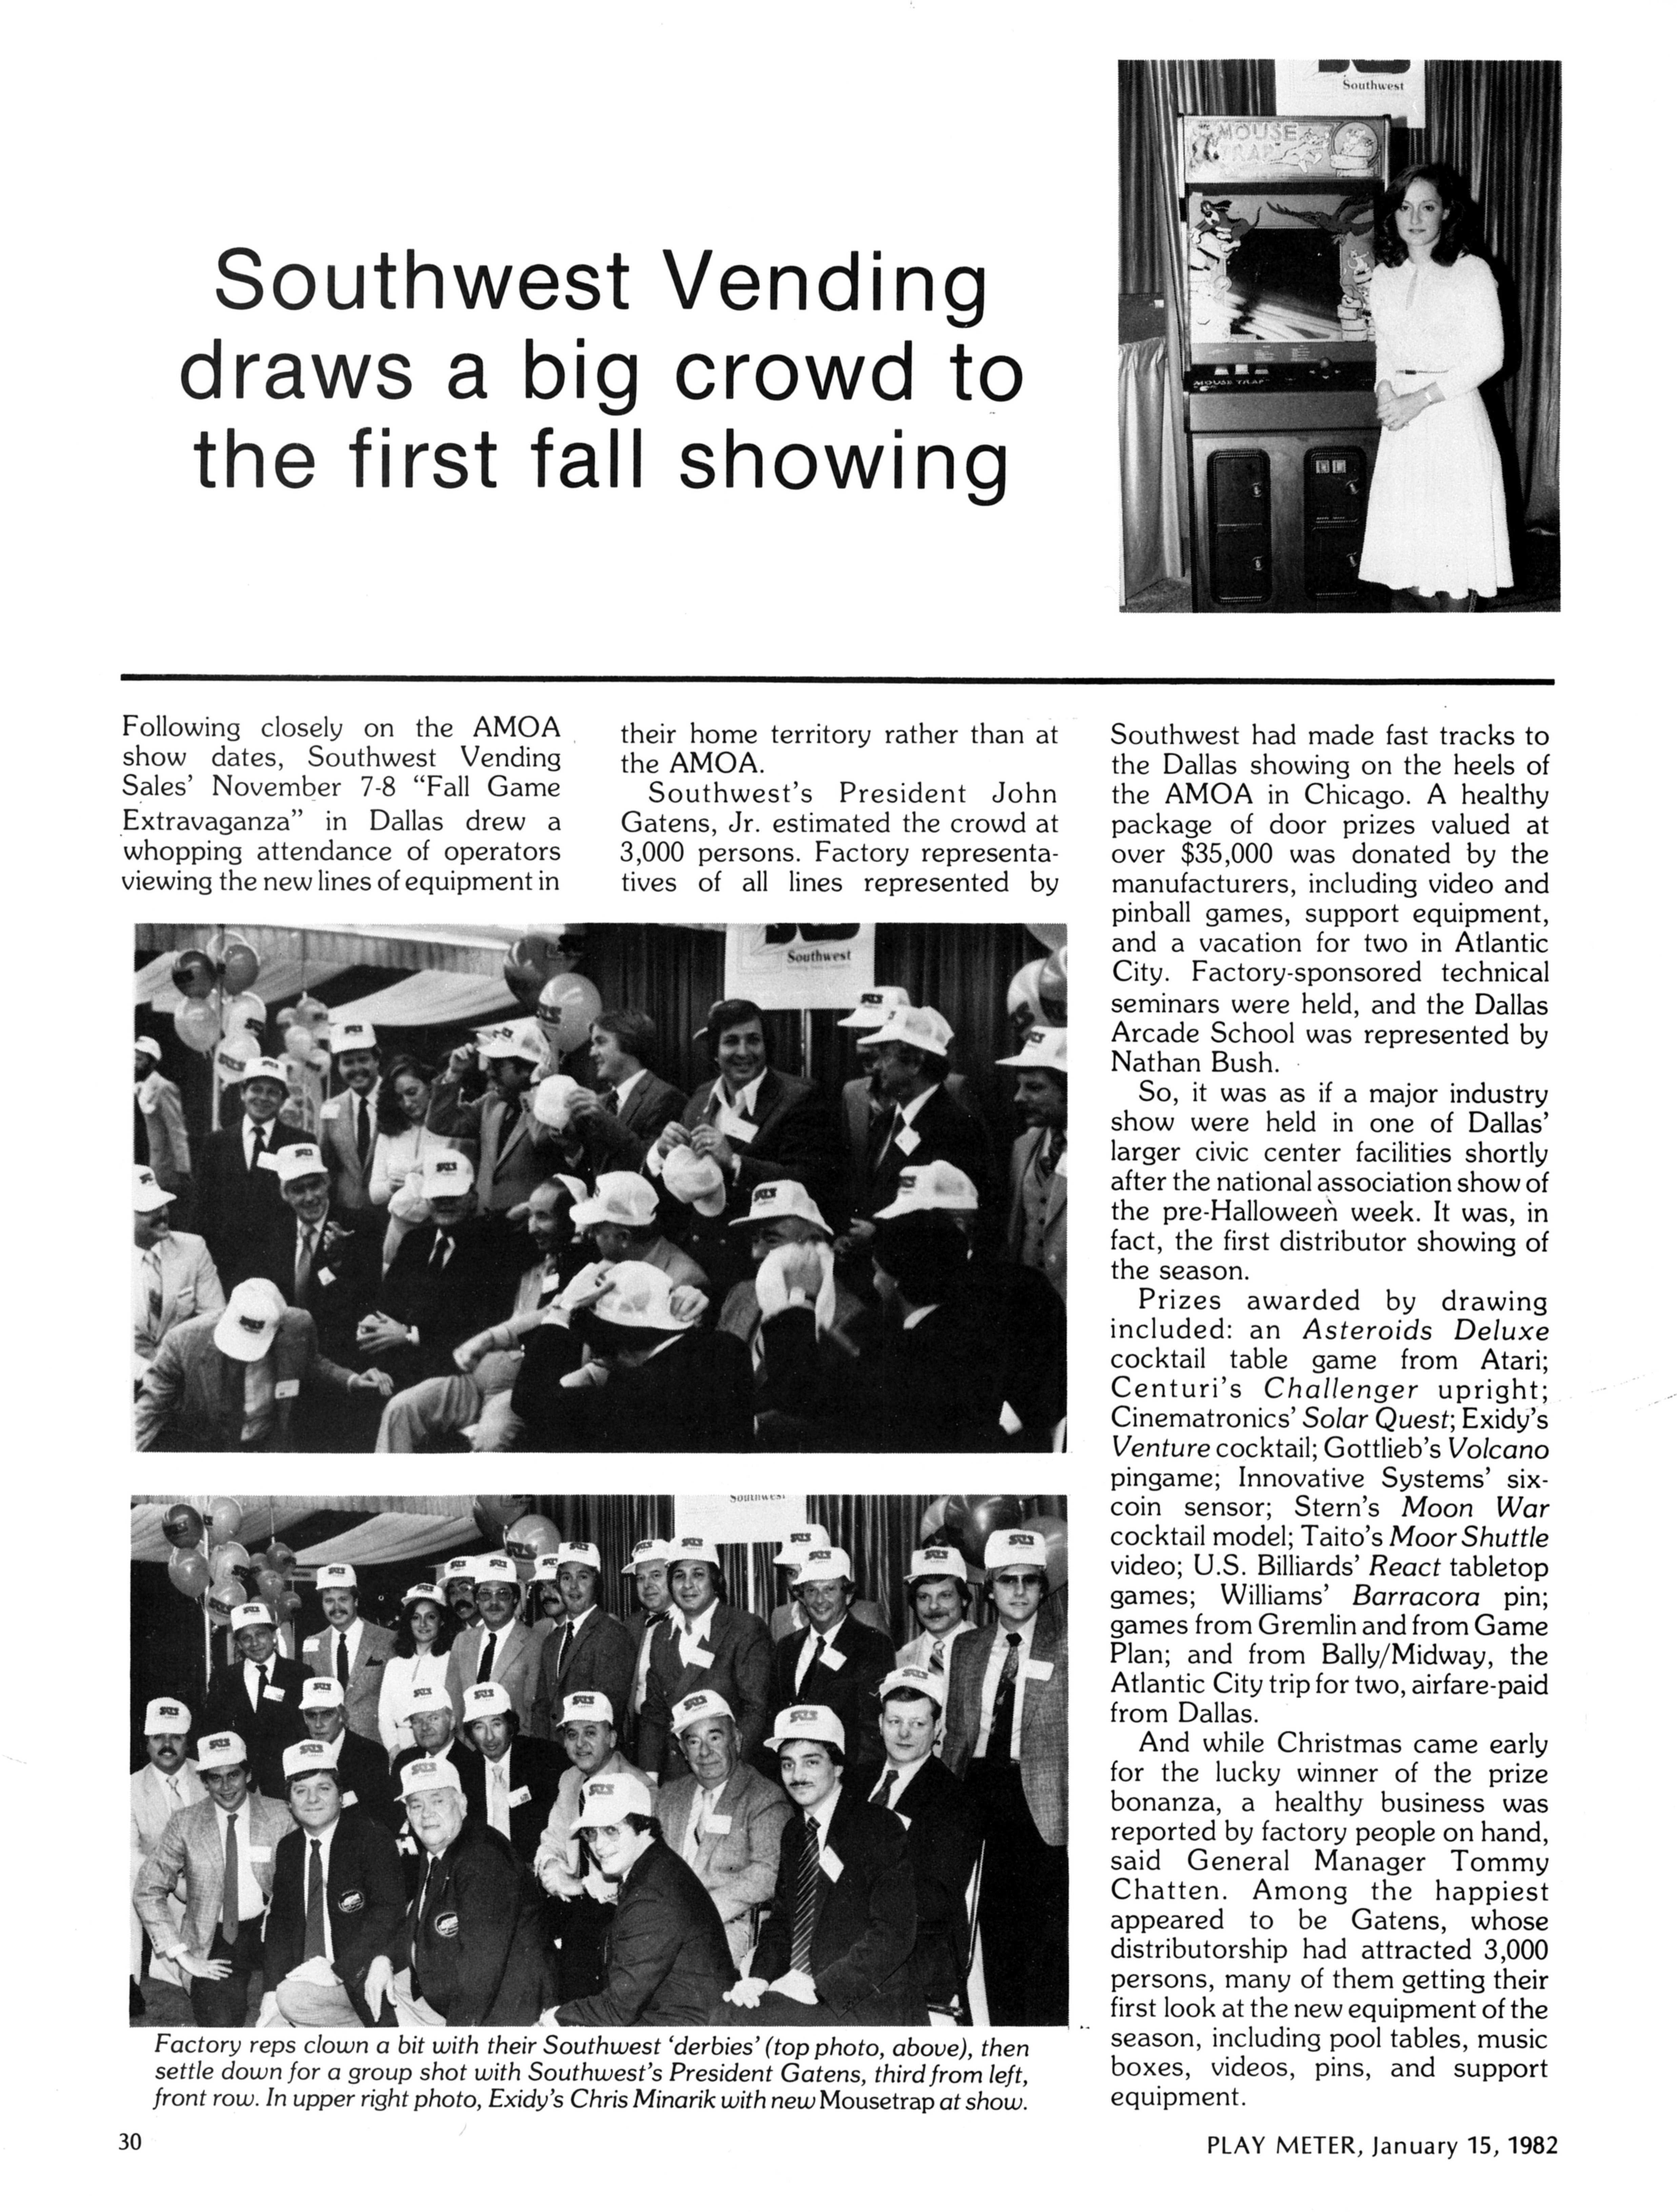 Southwest
MOUSE
TRAP
MOUSE TRAP
Southwest Vending
draws a big crowd to
the first fall showing
Following closely on the AMOA
show dates, Southwest Vending
Sales' November 7-8 “Fall Game
Extravaganza” in Dallas drew a
whopping attendance of operators
viewing the new lines of equipment in
their home territory rather than at
the AMOA.
Southwest's President John
Gatens, Jr. estimated the crowd at
3,000 persons. Factory representa-
tives of all lines represented by
Southwest had made fast tracks to
the Dallas showing on the heels of
the AMOA in Chicago. A healthy
package of door prizes valued at
over $35,000 was donated by the
manufacturers, including video and
pinball games, support equipment,
and a vacation for two in Atlantic
City. Factory-sponsored technical
seminars were held, and the Dallas
Arcade School was represented by
Nathan Bush.
So, it was as if a major industry
show were held in one of Dallas'
larger civic center facilities shortly
after the national association show of
the pre-Halloween week. It was, in
fact, the first distributor showing of
the season.
Prizes awarded by drawing
included: an Asteroids Deluxe
cocktail table game from Atari;
Centuri's Challenger upright;
Cinematronics' Solar Quest; Exidy's
Venture cocktail; Gottlieb's Volcano
pingame; Innovative Systems' six-
coin sensor; Stern's Moon War
cocktail model; Taito's Moor Shuttle
video; U.S. Billiards' React tabletop
games; Williams' Barracora pin;
games from Gremlin and from Game
Plan; and from Bally/Midway, the
Atlantic City trip for two, airfare-paid
from Dallas.
And while Christmas came early
for the lucky winner of the prize
bonanza, a healthy business was
reported by factory people on hand,
said General Manager Tommy
Chatten. Among the happiest
appeared to be Gatens, whose
distributorship had attracted 3,000
persons, many of them getting their
first look at the new equipment of the
season, including pool tables, music
boxes, videos, pins, and support
equipment.
Southwest
Southwest
Factory reps clown a bit with their Southwest ‘derbies’ (top photo, above), then
settle down for a group shot with Southwest's President Gatens, third from left,
front row. In upper right photo, Exidy's Chris Minarik with new Mousetrap at show.
30
PLAY METER, January 15, 1982